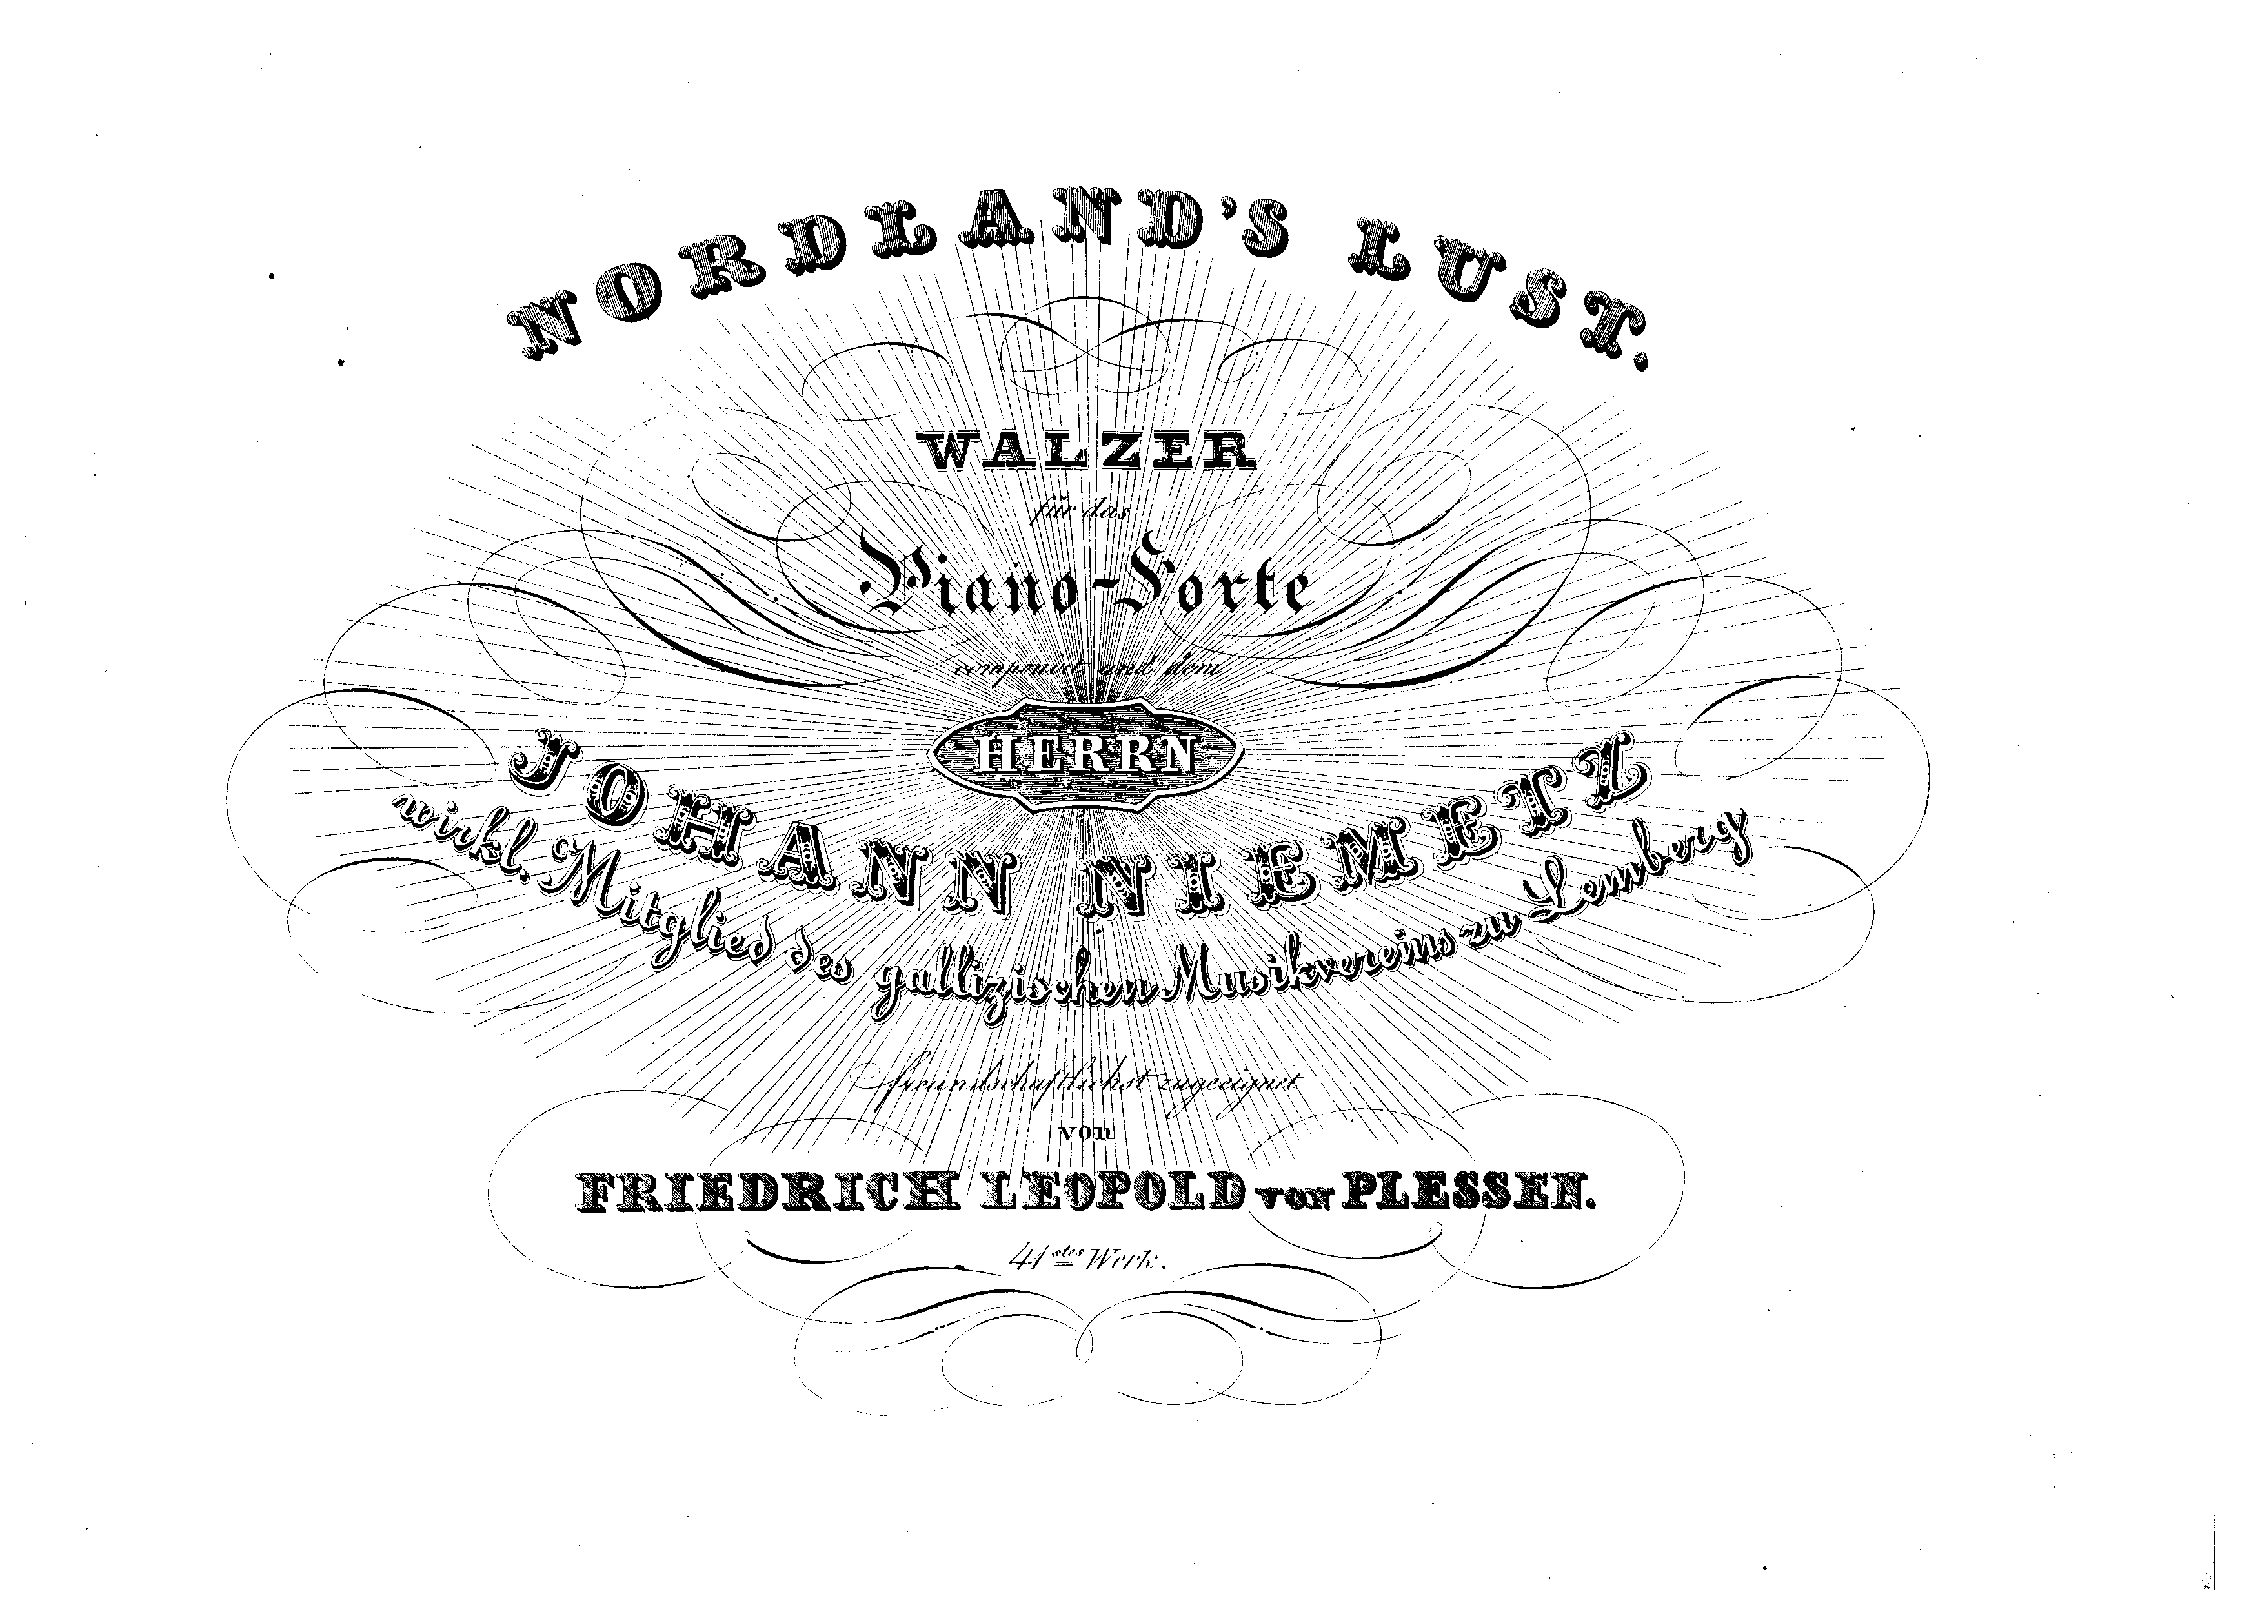 NORDLAND'S LUST.
WALZER
für das
Piano-Forte
componirt und dem
HERRN
JOHANN NIEMETZ
wirkl. Mitglied des gallizischen Musikvereins zu Lemberg
freundschaftlichst zugeeignet
von
FRIEDRICH LEOPOLD von PLESSEN.
41stes Werk.